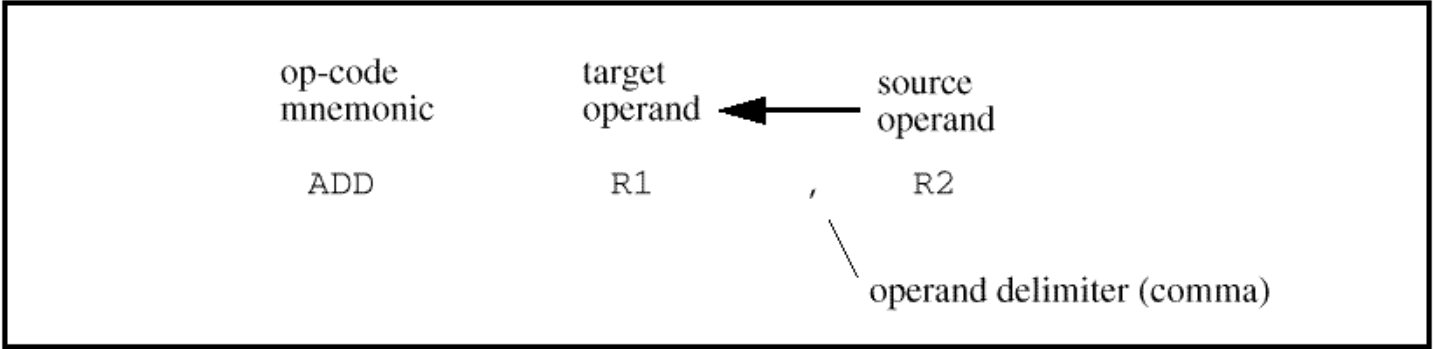 op-code
mnemonic
target
operand
source
operand
ADD R1 , R2
operand delimiter (comma)